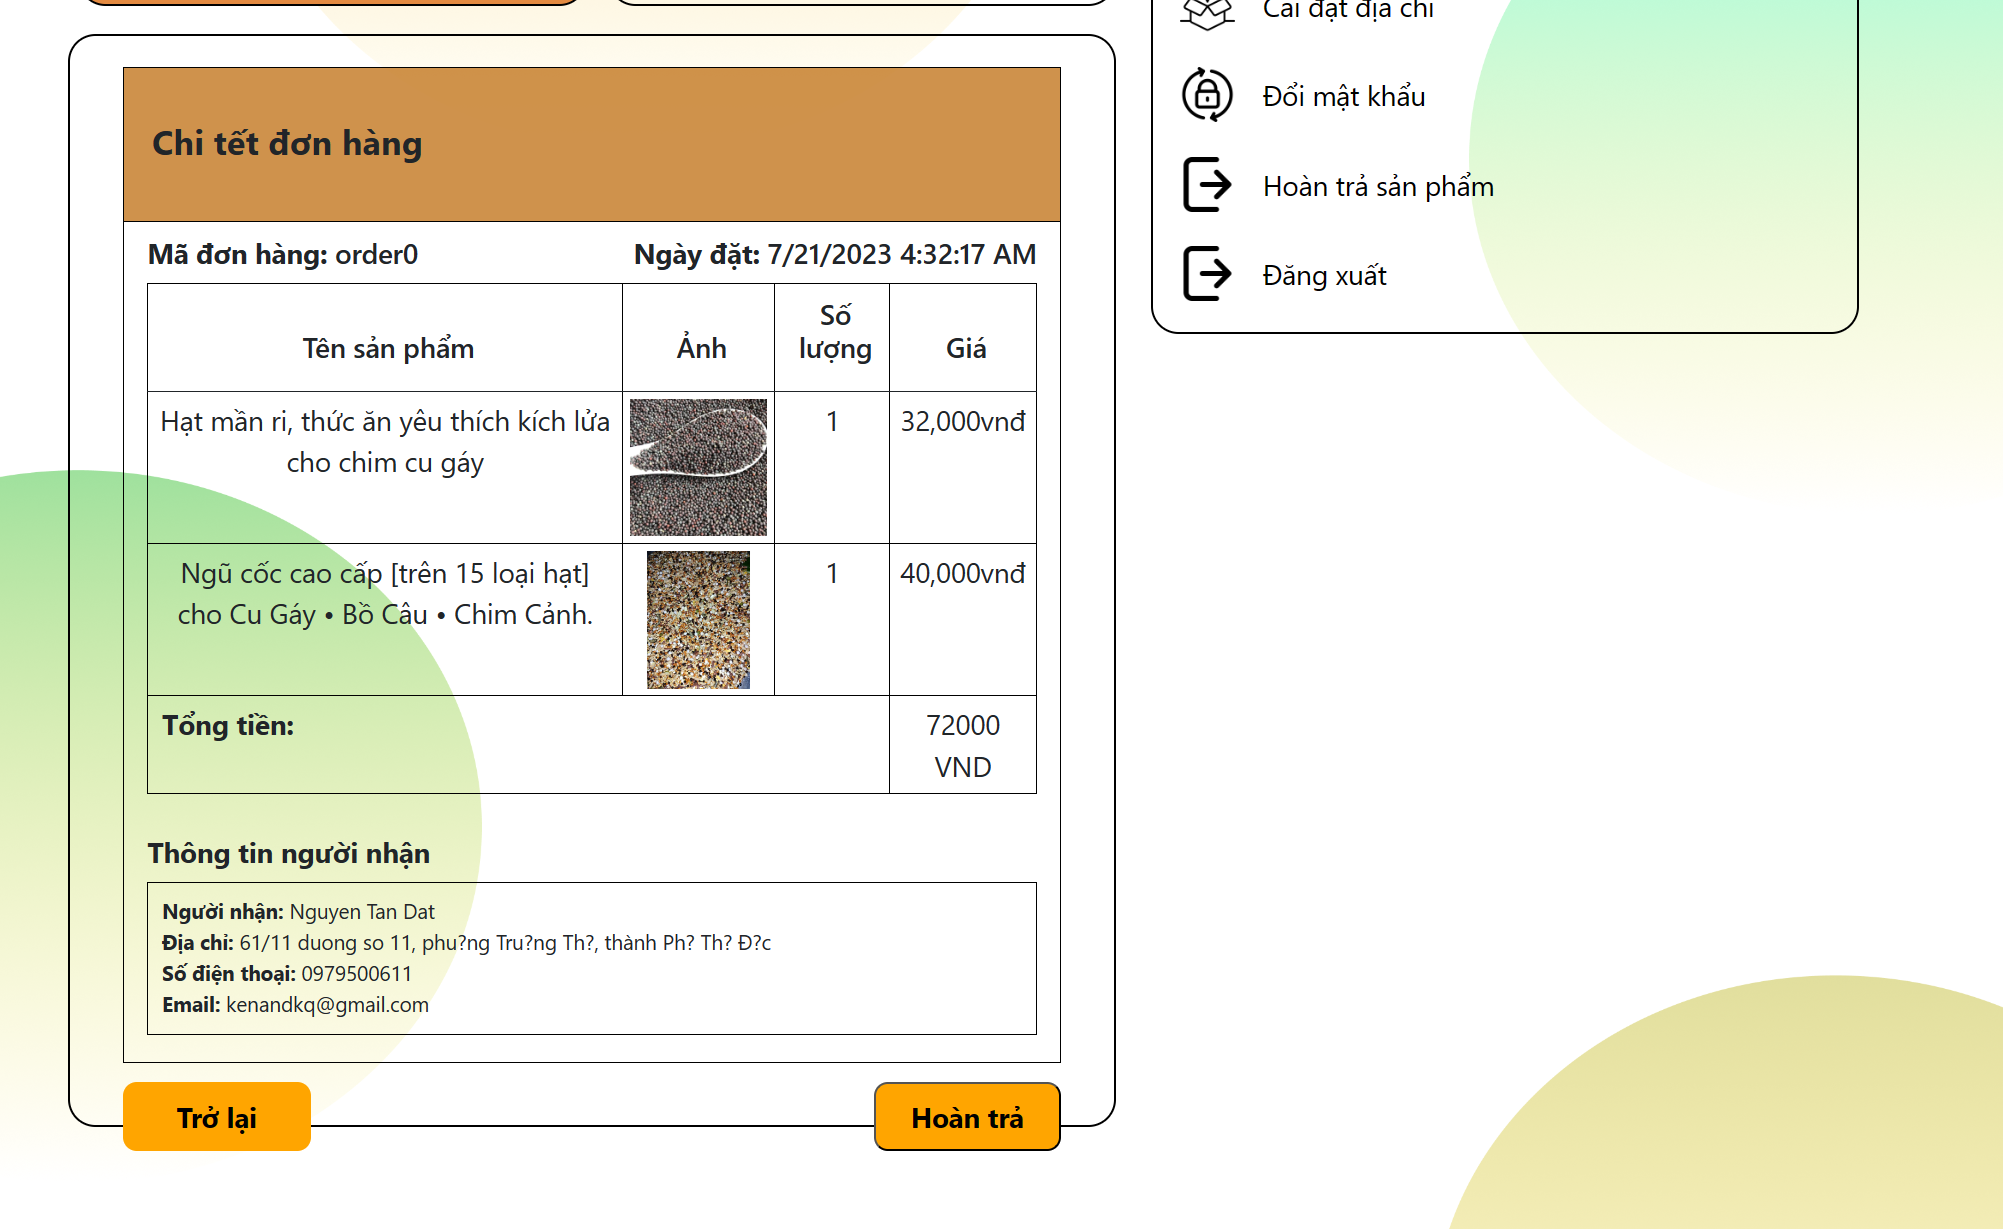 Cài đặt địa chỉ
Đổi mật khẩu
Hoàn trả sản phẩm
Đăng xuất
Chi tết đơn hàng
Mã đơn hàng: order0
Ngày đặt: 7/21/2023 4:32:17 AM
Tên sản phẩm
Ảnh
Số
lượng
Giá
Hạt mần ri, thức ăn yêu thích kích lửa
cho chim cu gáy
1
32,000vnđ
Ngũ cốc cao cấp [trên 15 loại hạt]
cho Cu Gáy • Bồ Câu • Chim Cảnh.
1
40,000vnđ
Tổng tiền:
72000
VND
Thông tin người nhận
Người nhận: Nguyen Tan Dat
Địa chỉ: 61/11 duong so 11, phu?ng Tru?ng Th?, thành Ph? Th? Đ?c
Số điện thoại: 0979500611
Email: kenandkq@gmail.com
Trở lại
Hoàn trả